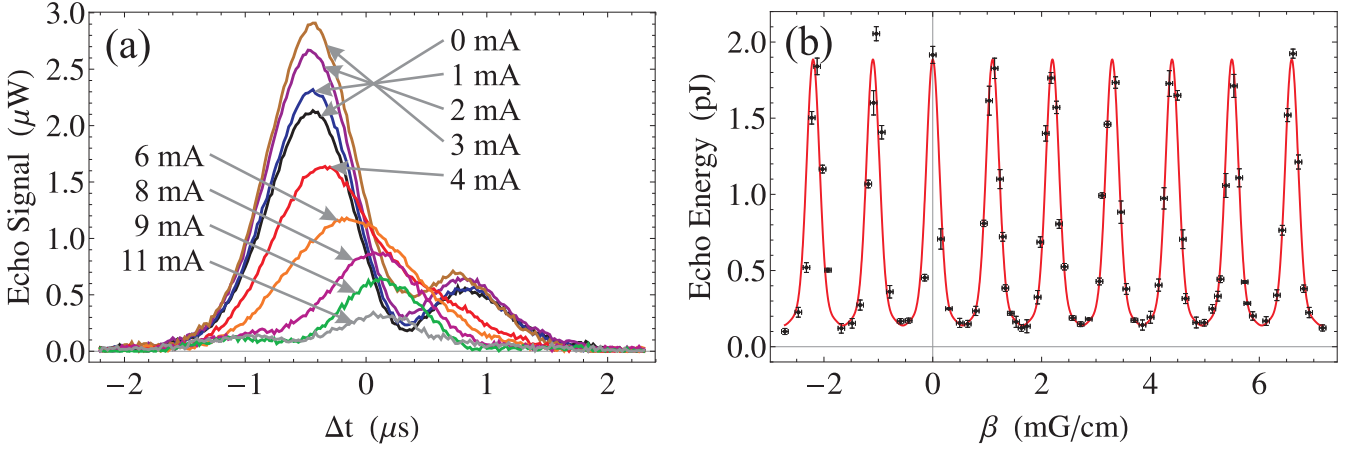 (a)
Echo Signal (μW)
3.0
2.5
2.0
1.5
1.0
0.5
0.0
0 mA
1 mA
2 mA
3 mA
4 mA
6 mA
8 mA
9 mA
11 mA
−2 −1 0 1 2
Δt (μs)
(b)
Echo Energy (pJ)
2.0
1.5
1.0
0.5
0.0
−2 0 2 4 6
β (mG/cm)